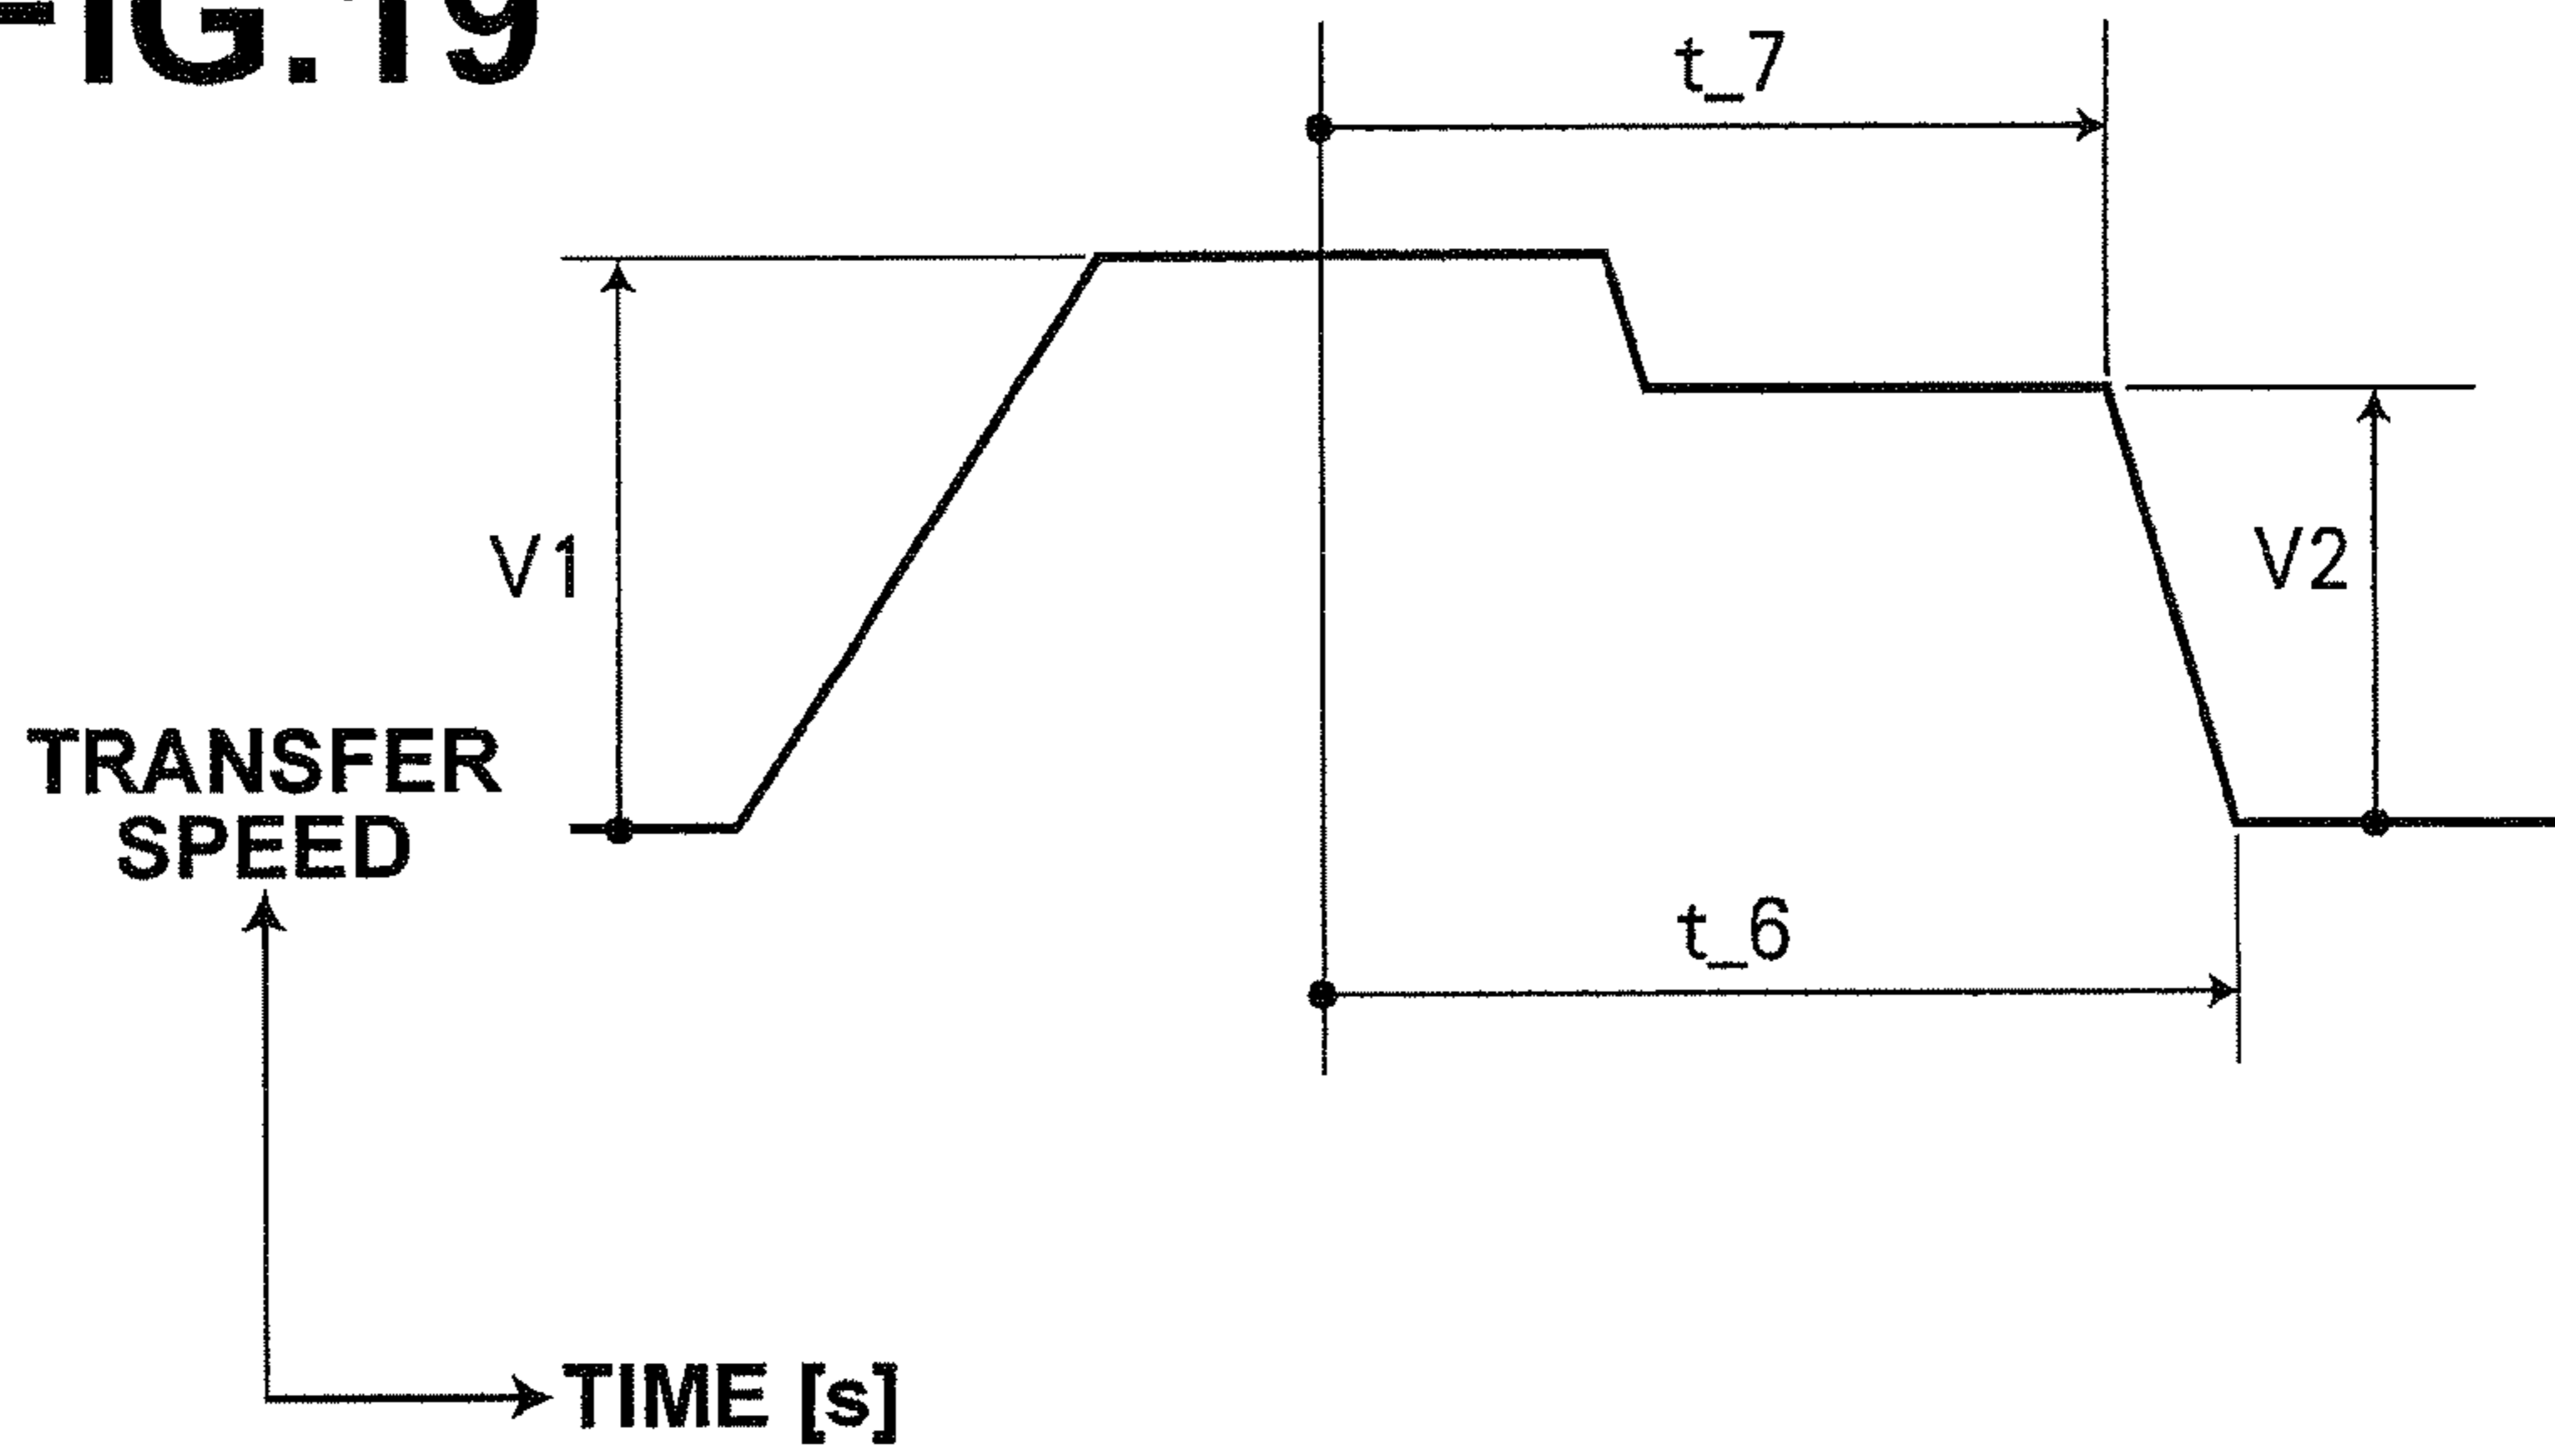 FIG.19
t_7
V1
V2
TRANSFER
SPEED
t_6
TIME [s]